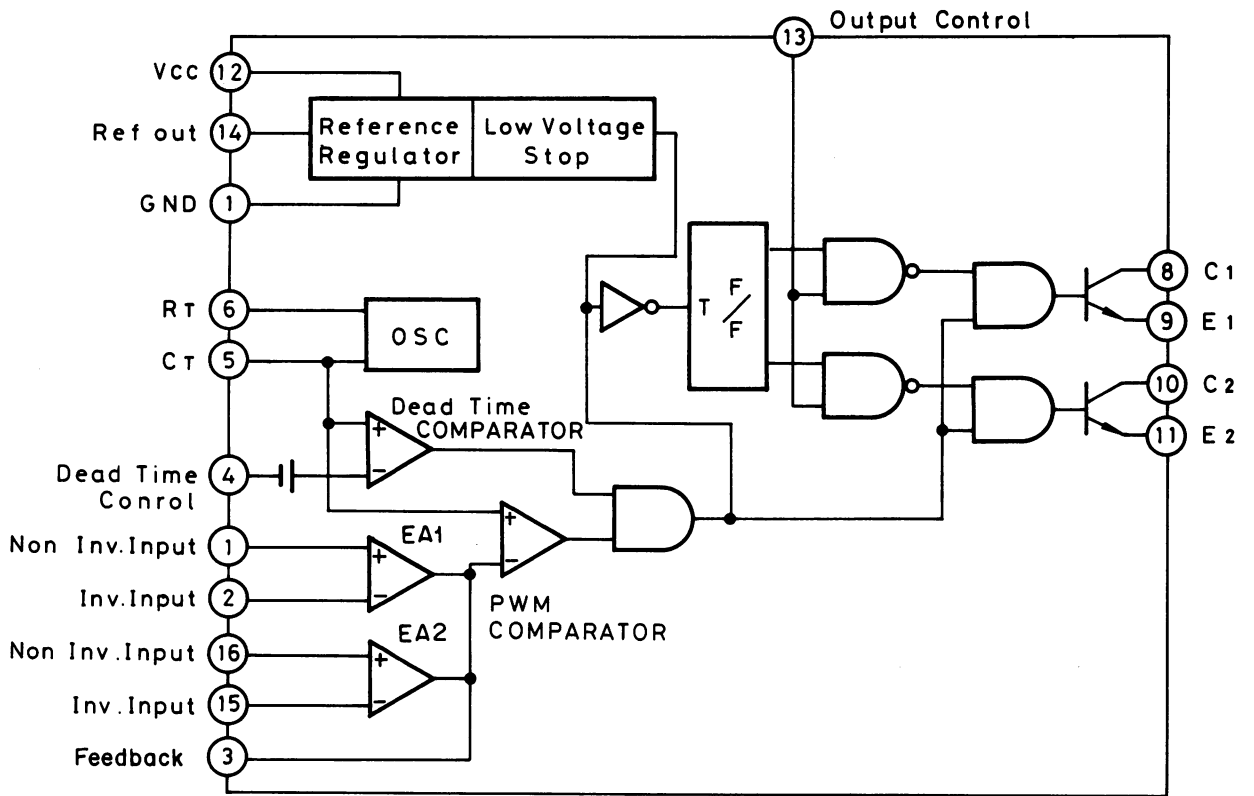 Output Control
13
Vcc 12
Ref out 14
Reference Regulator
Low Voltage Stop
GND 1
T F/F
8 C1
9 E1
10 C2
11 E2
RT 6
OSC
CT 5
Dead Time
COMPARATOR
+
−
Dead Time 4
Conrol
+
−
PWM
COMPARATOR
Non Inv.Input 1
EA1
+
−
Inv.Input 2
EA2
Non Inv.Input 16
+
−
Inv.Input 15
Feedback 3